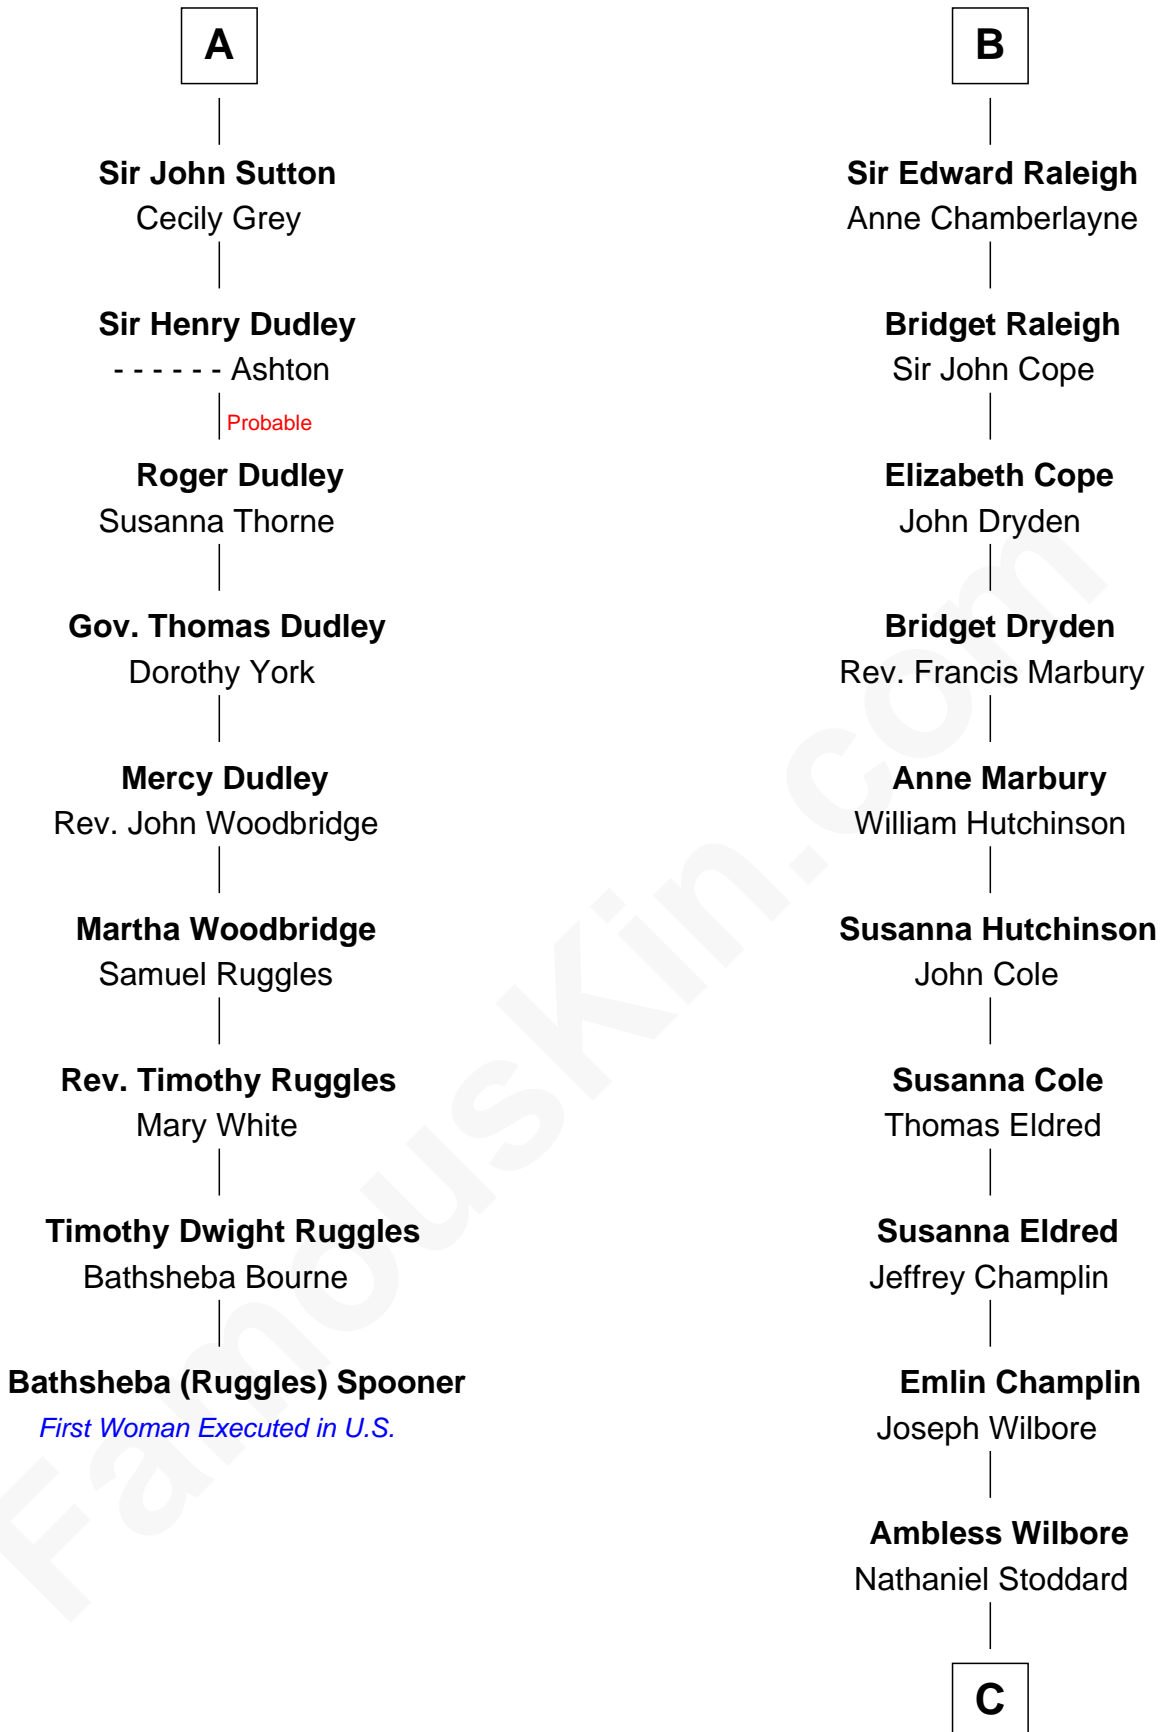 A
Sir John Sutton
Cecily Grey
Sir Henry Dudley
- - - - - - Ashton
Probable
Roger Dudley
Susanna Thorne
Gov. Thomas Dudley
Dorothy York
Mercy Dudley
Rev. John Woodbridge
Martha Woodbridge
Samuel Ruggles
Rev. Timothy Ruggles
Mary White
Timothy Dwight Ruggles
Bathsheba Bourne
Bathsheba (Ruggles) Spooner
First Woman Executed in U.S.
B
Sir Edward Raleigh
Anne Chamberlayne
Bridget Raleigh
Sir John Cope
Elizabeth Cope
John Dryden
Bridget Dryden
Rev. Francis Marbury
Anne Marbury
William Hutchinson
Susanna Hutchinson
John Cole
Susanna Cole
Thomas Eldred
Susanna Eldred
Jeffrey Champlin
Emlin Champlin
Joseph Wilbore
Ambless Wilbore
Nathaniel Stoddard
C
FamousKin.com